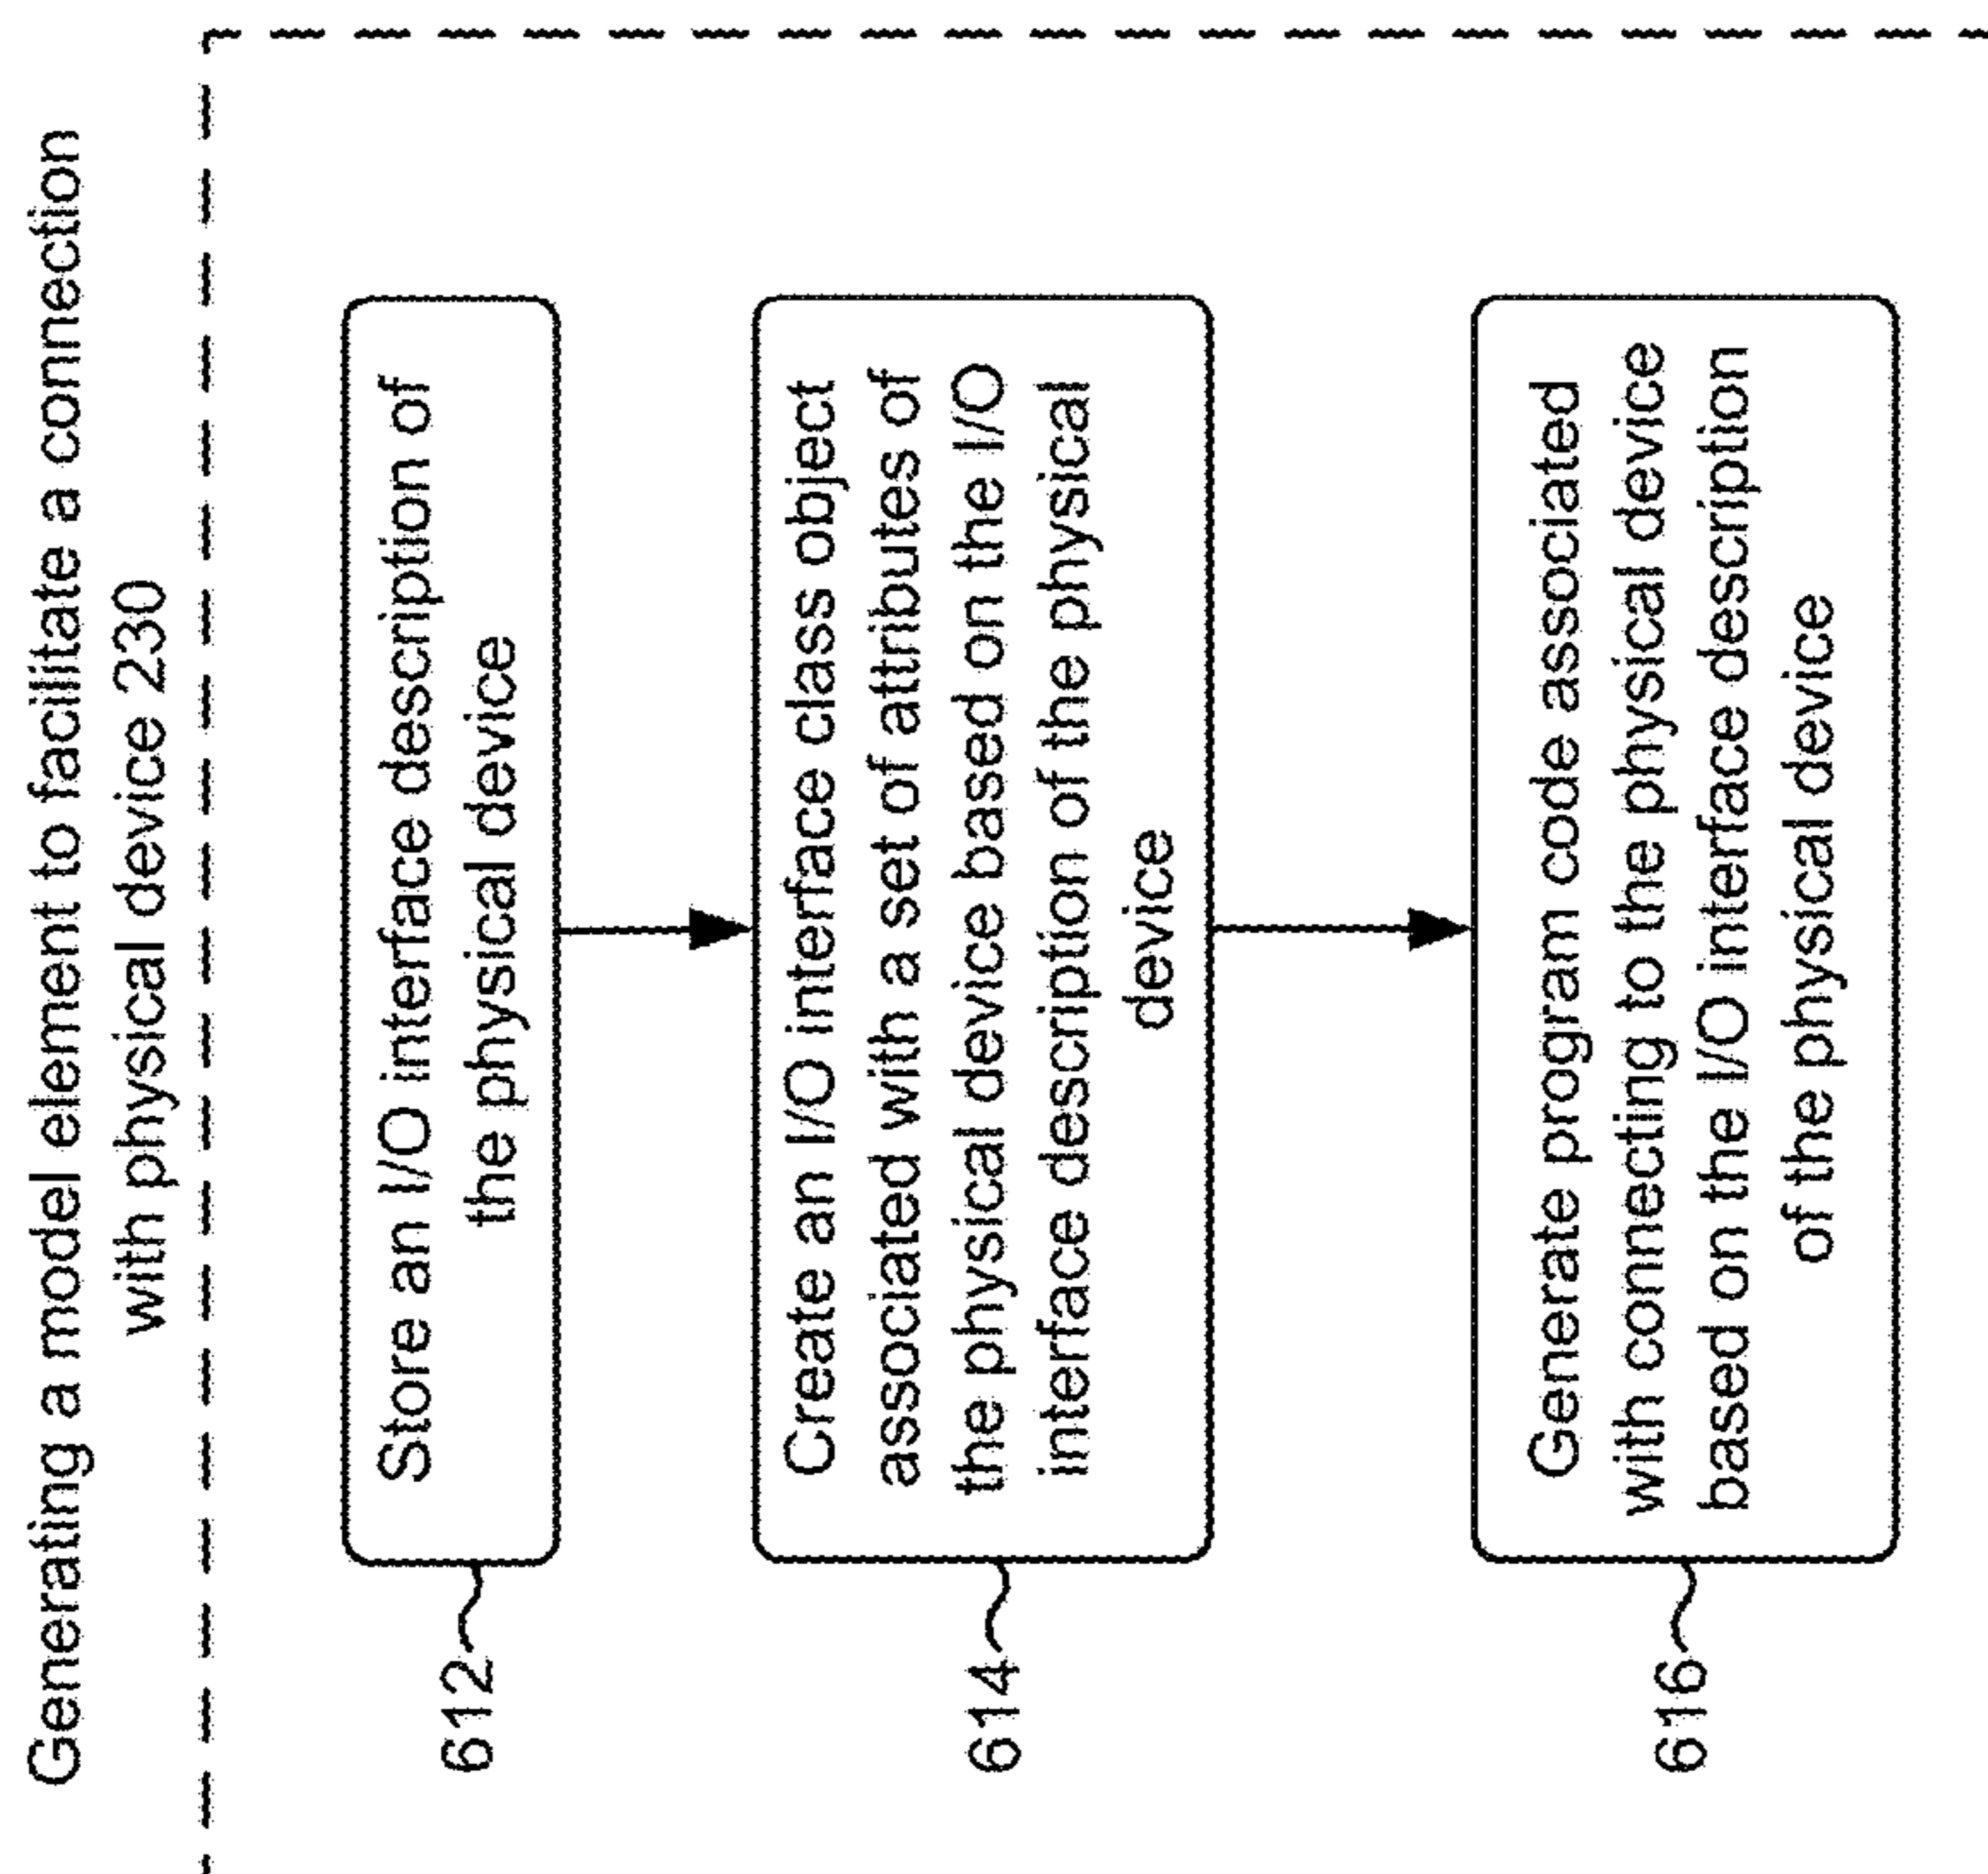 Generating a model element to facilitate a connection
with physical device 230
612
Store an I/O interface description of
the physical device
614
Create an I/O interface class object
associated with a set of attributes of
the physical device based on the I/O
interface description of the physical
device
616
Generate program code associated
with connecting to the physical device
based on the I/O interface description
of the physical device